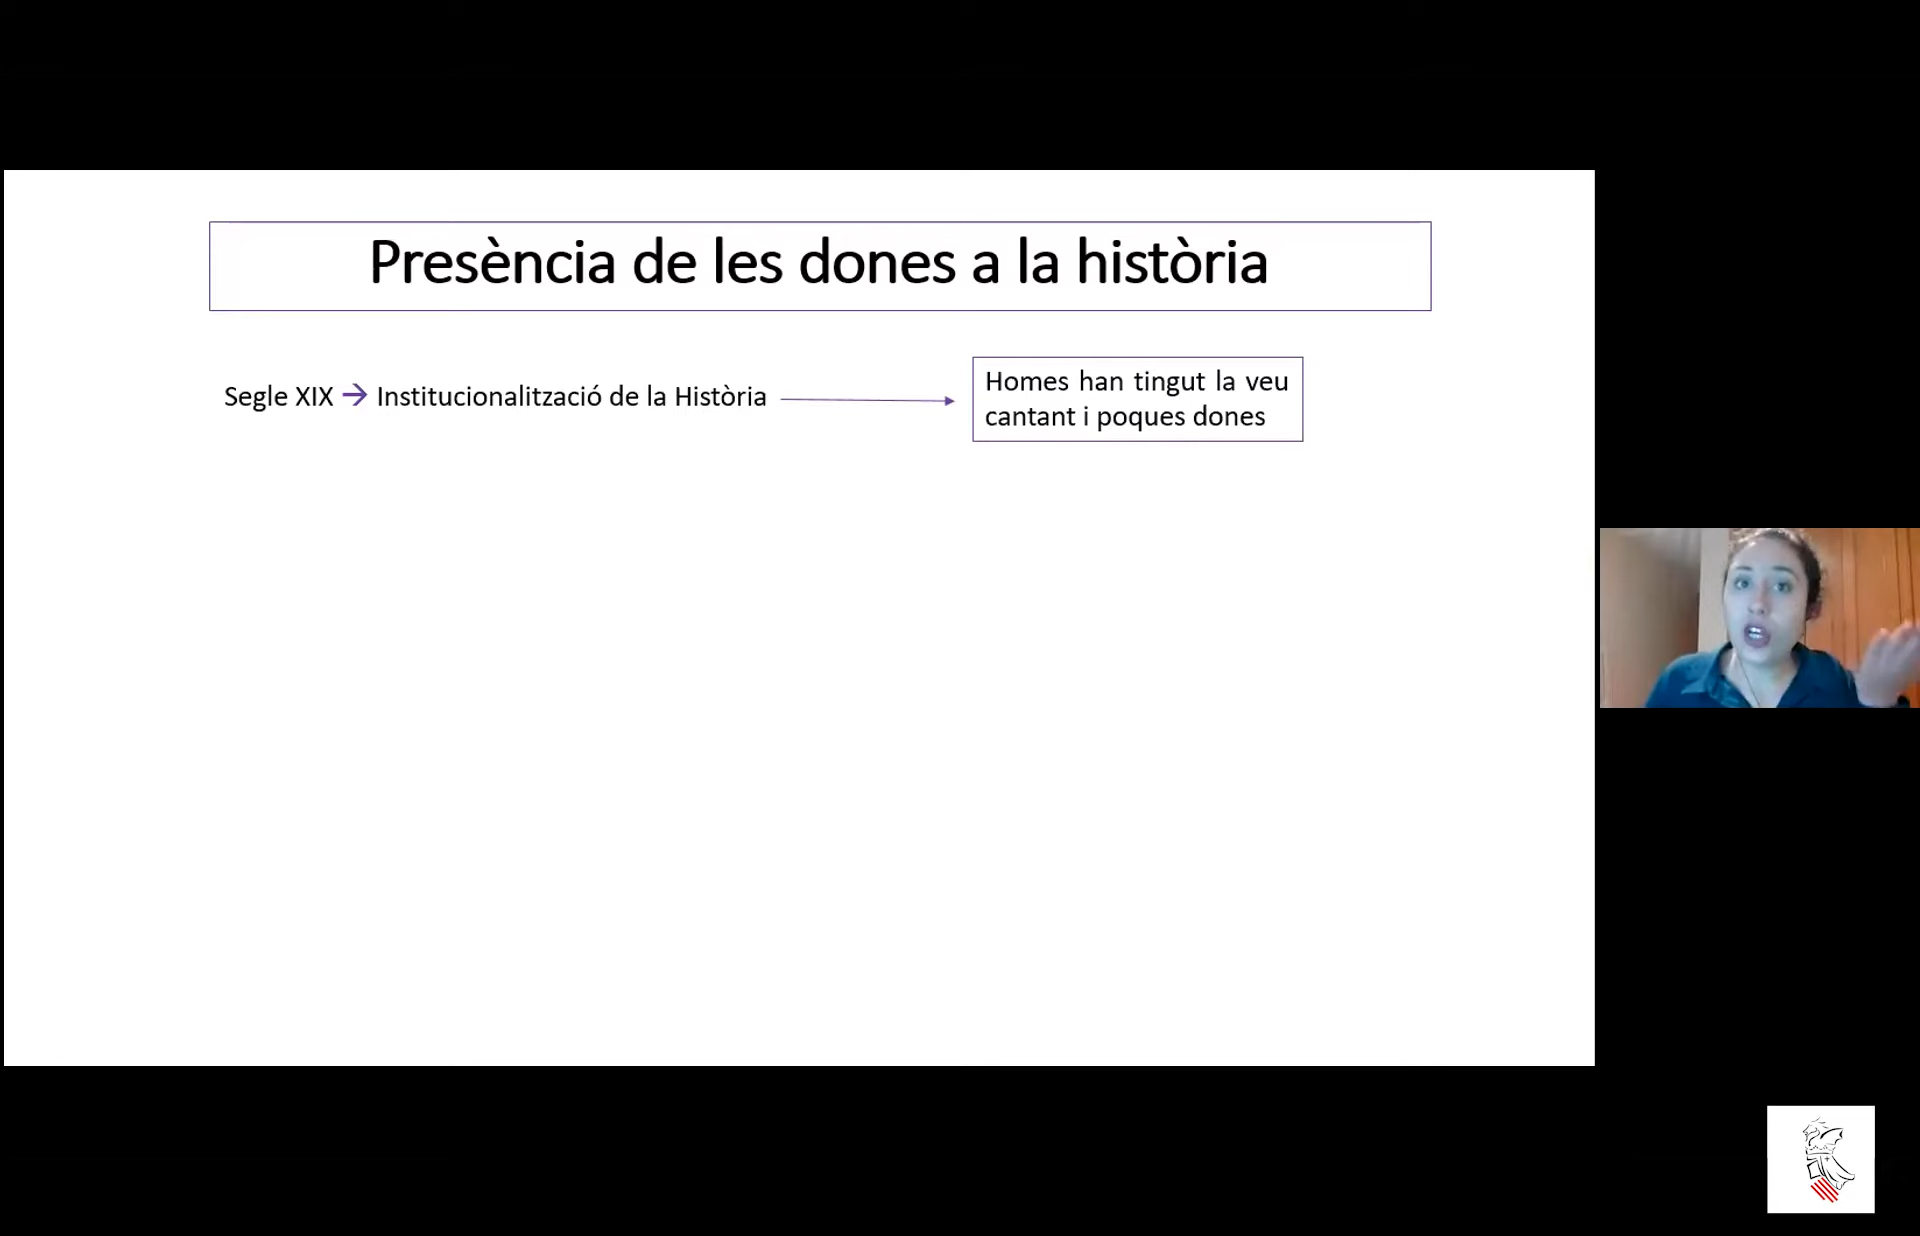 Presència de les dones a la història
Segle XIX → Institucionalització de la Història
Homes han tingut la veu
cantant i poques dones